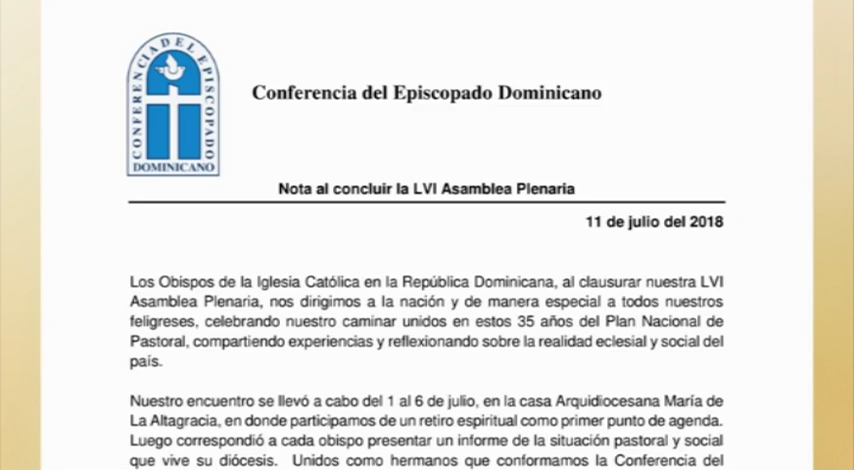 CONFERENCIA DEL EPISCOPADO
DOMINICANO
Conferencia del Episcopado Dominicano
Nota al concluir la LVI Asamblea Plenaria
11 de julio del 2018
Los Obispos de la Iglesia Católica en la República Dominicana, al clausurar nuestra LVI
Asamblea Plenaria, nos dirigimos a la nación y de manera especial a todos nuestros
feligreses, celebrando nuestro caminar unidos en estos 35 años del Plan Nacional de
Pastoral, compartiendo experiencias y reflexionando sobre la realidad eclesial y social del
país.
Nuestro encuentro se llevó a cabo del 1 al 6 de julio, en la casa Arquidiocesana María de
La Altagracia, en donde participamos de un retiro espiritual como primer punto de agenda.
Luego correspondió a cada obispo presentar un informe de la situación pastoral y social
que vive su diócesis. Unidos como hermanos que conformamos la Conferencia del